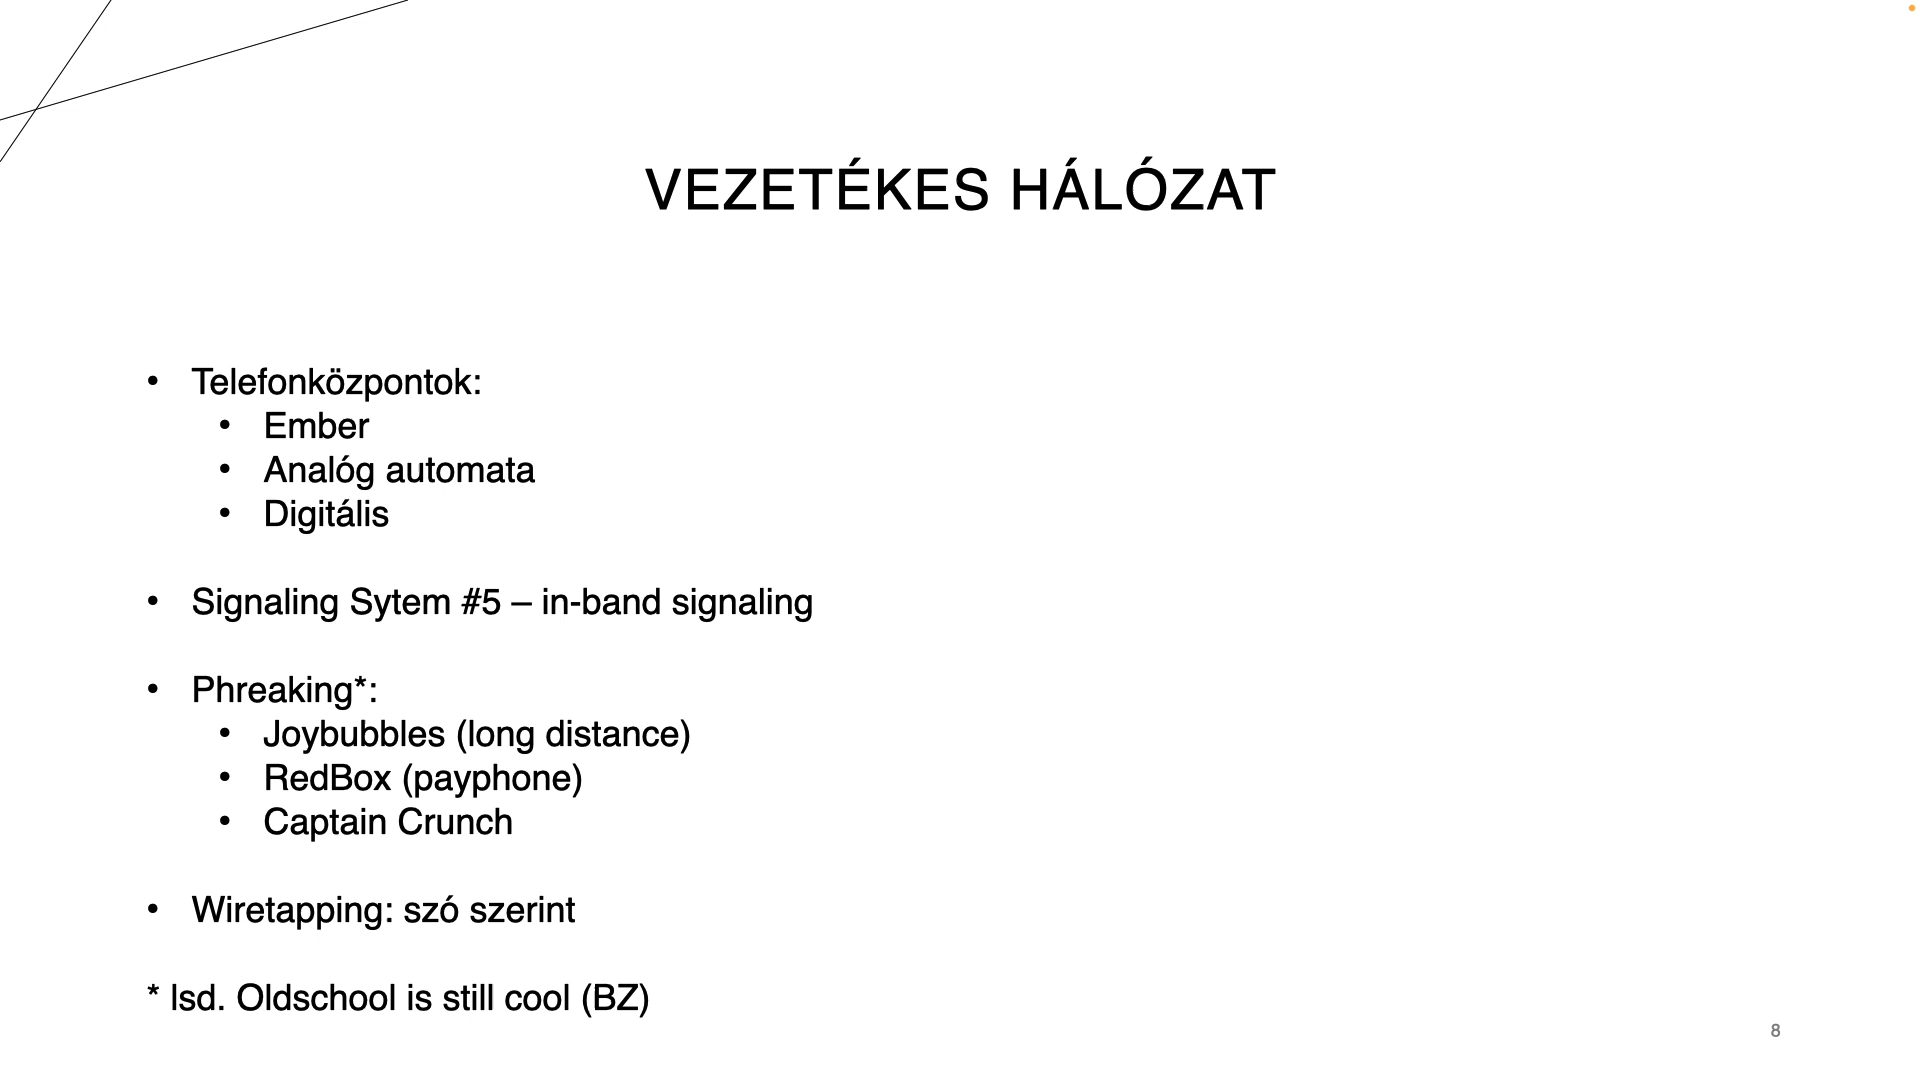 VEZETÉKES HÁLÓZAT
• Telefonközpontok:
• Ember
• Analóg automata
• Digitális
• Signaling Sytem #5 – in-band signaling
• Phreaking*:
• Joybubbles (long distance)
• RedBox (payphone)
• Captain Crunch
• Wiretapping: szó szerint
* lsd. Oldschool is still cool (BZ)
8